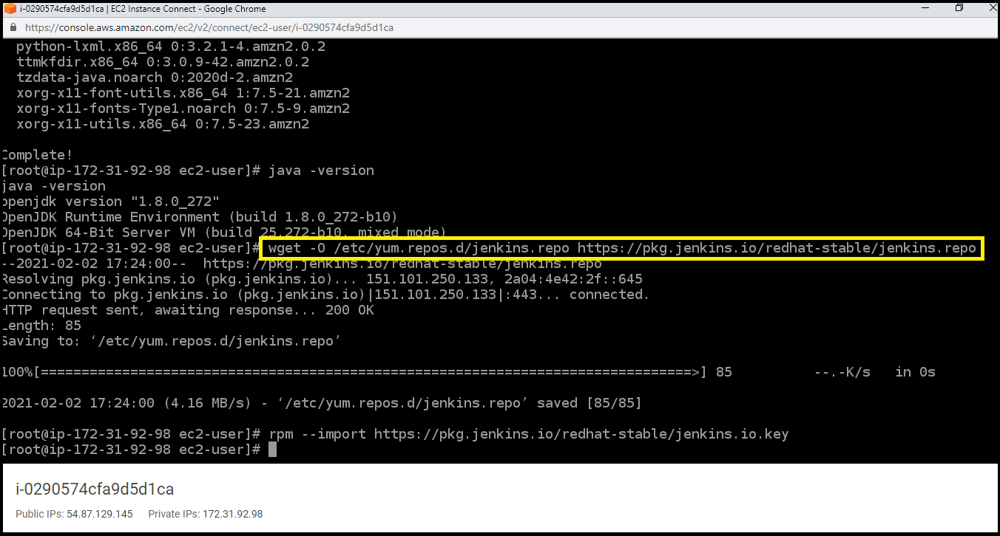 i-0290574cfa9d5d1ca | EC2 Instance Connect - Google Chrome
https://console.aws.amazon.com/ec2/v2/connect/ec2-user/i-0290574cfa9d5d1ca
python-lxml.x86_64 0:3.2.1-4.amzn2.0.2
ttmkfdir.x86_64 0:3.0.9-42.amzn2.0.2
tzdata-java.noarch 0:2020d-2.amzn2
xorg-x11-font-utils.x86_64 1:7.5-21.amzn2
xorg-x11-fonts-Type1.noarch 0:7.5-9.amzn2
xorg-x11-utils.x86_64 0:7.5-23.amzn2
Complete!
[root@ip-172-31-92-98 ec2-user]# java -version
java -version
openjdk version "1.8.0_272"
OpenJDK Runtime Environment (build 1.8.0_272-b10)
OpenJDK 64-Bit Server VM (build 25.272-b10, mixed mode)
[root@ip-172-31-92-98 ec2-user]# wget -O /etc/yum.repos.d/jenkins.repo https://pkg.jenkins.io/redhat-stable/jenkins.repo
--2021-02-02 17:24:00--  https://pkg.jenkins.io/redhat-stable/jenkins.repo
Resolving pkg.jenkins.io (pkg.jenkins.io)... 151.101.250.133, 2a04:4e42:2f::645
Connecting to pkg.jenkins.io (pkg.jenkins.io)|151.101.250.133|:443... connected.
HTTP request sent, awaiting response... 200 OK
Length: 85
Saving to: ‘/etc/yum.repos.d/jenkins.repo’
100%[================================================================================>] 85          --.-K/s   in 0s
2021-02-02 17:24:00 (4.16 MB/s) - ‘/etc/yum.repos.d/jenkins.repo’ saved [85/85]
[root@ip-172-31-92-98 ec2-user]# rpm --import https://pkg.jenkins.io/redhat-stable/jenkins.io.key
[root@ip-172-31-92-98 ec2-user]#
i-0290574cfa9d5d1ca
Public IPs: 54.87.129.145    Private IPs: 172.31.92.98